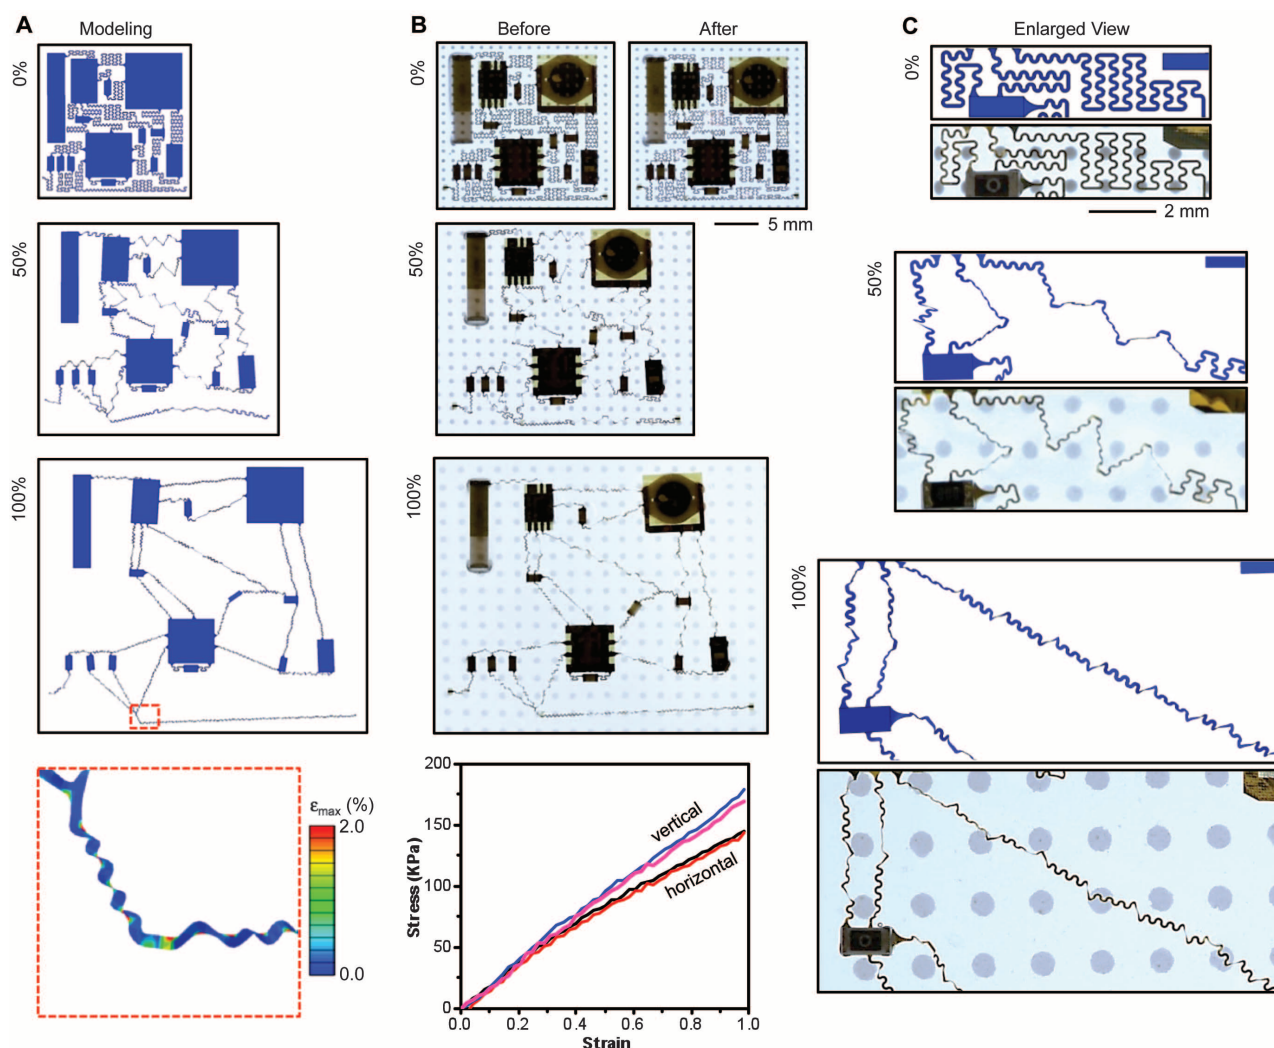 A
Modeling
0%
50%
100%
εmax (%)
2.0
0.0
B
Before
After
0%
5 mm
50%
100%
200
150
100
50
0
Stress (KPa)
vertical
horizontal
0.0 0.2 0.4 0.6 0.8 1.0
Strain
C
Enlarged View
0%
2 mm
50%
100%